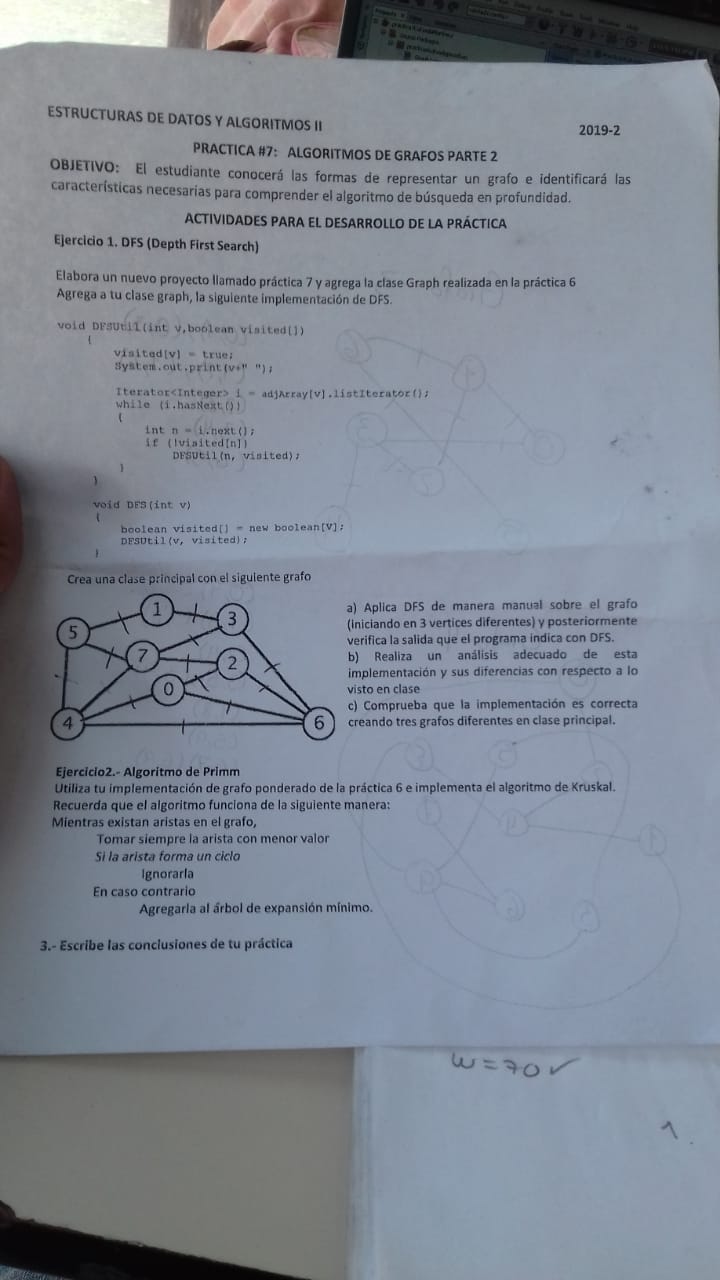 ESTRUCTURAS DE DATOS Y ALGORITMOS II
2019-2
PRACTICA #7: ALGORITMOS DE GRAFOS PARTE 2
OBJETIVO: El estudiante conocerá las formas de representar un grafo e identificará las
características necesarias para comprender el algoritmo de búsqueda en profundidad.
ACTIVIDADES PARA EL DESARROLLO DE LA PRÁCTICA
Ejercicio 1. DFS (Depth First Search)
Elabora un nuevo proyecto llamado práctica 7 y agrega la clase Graph realizada en la práctica 6
Agrega a tu clase graph, la siguiente implementación de DFS.
void DFSUtil(int v,boolean visited[])
{
visited[v] = true;
System.out.print(v+" ");
Iterator<Integer> i = adjArray[v].listIterator();
while (i.hasNext())
{
int n = i.next();
if (!visited[n])
DFSUtil(n, visited);
}
}
void DFS(int v)
{
boolean visited[] = new boolean[V];
DFSUtil(v, visited);
}
Crea una clase principal con el siguiente grafo
1
3
5
7
2
0
4
6
a) Aplica DFS de manera manual sobre el grafo
(iniciando en 3 vertices diferentes) y posteriormente
verifica la salida que el programa indica con DFS.
b) Realiza un análisis adecuado de esta
implementación y sus diferencias con respecto a lo
visto en clase
c) Comprueba que la implementación es correcta
creando tres grafos diferentes en clase principal.
Ejercicio2.- Algoritmo de Primm
Utiliza tu implementación de grafo ponderado de la práctica 6 e implementa el algoritmo de Kruskal.
Recuerda que el algoritmo funciona de la siguiente manera:
Mientras existan aristas en el grafo,
Tomar siempre la arista con menor valor
Si la arista forma un ciclo
Ignorarla
En caso contrario
Agregarla al árbol de expansión mínimo.
3.- Escribe las conclusiones de tu práctica
w=70✓
1.